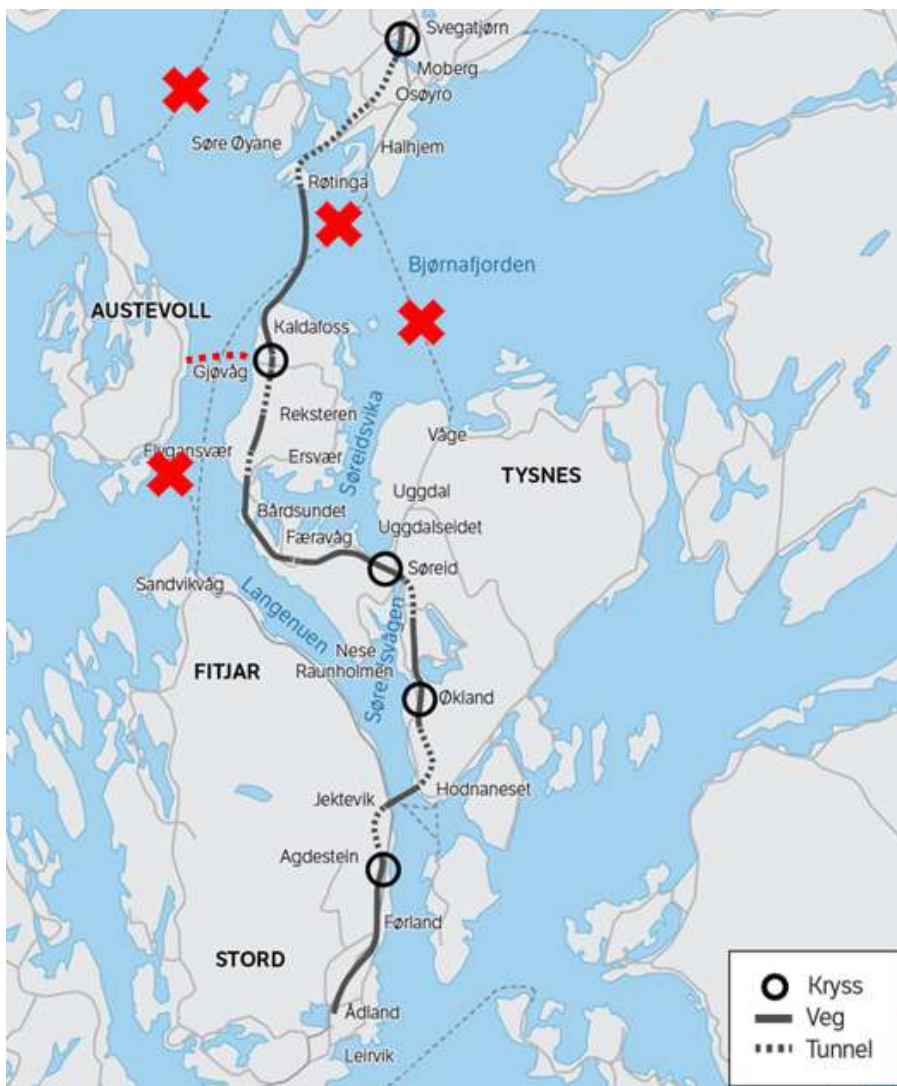 Svegatjørn
Moberg
Osøyro
Søre Øyane
Halhjem
Røtinga
Bjørnafjorden
AUSTEVOLL
Kaldafoss
Gjøvåg
Reksteren
Søreidsvika
Våge
Flygansvær
Ersvær
TYSNES
Uggdal
Bårdsundet
Uggdalseidet
Færavåg
Søreid
Sandvikvåg
Langenuen
Søreidsvågen
Nese
Raunholmen
FITJAR
Økland
Hodnaneset
Jektevik
Agdestein
Førland
STORD
Ådland
Leirvik
Kryss
Veg
Tunnel